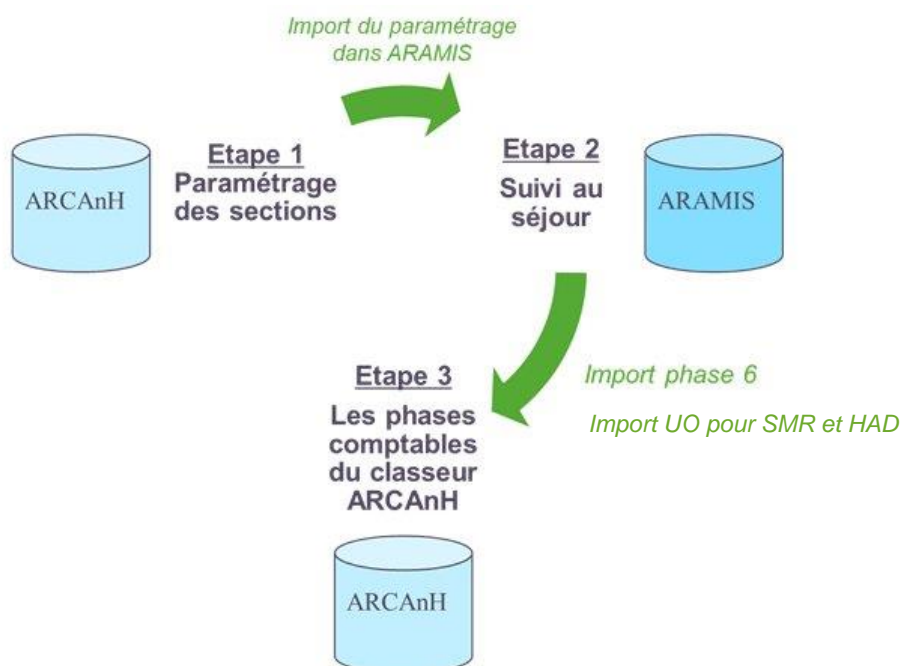 Import du paramétrage
dans ARAMIS
ARCAnH
Etape 1
Paramétrage
des sections
Etape 2
Suivi au
séjour
ARAMIS
Etape 3
Les phases
comptables
du classeur
ARCAnH
Import phase 6
Import UO pour SMR et HAD
ARCAnH